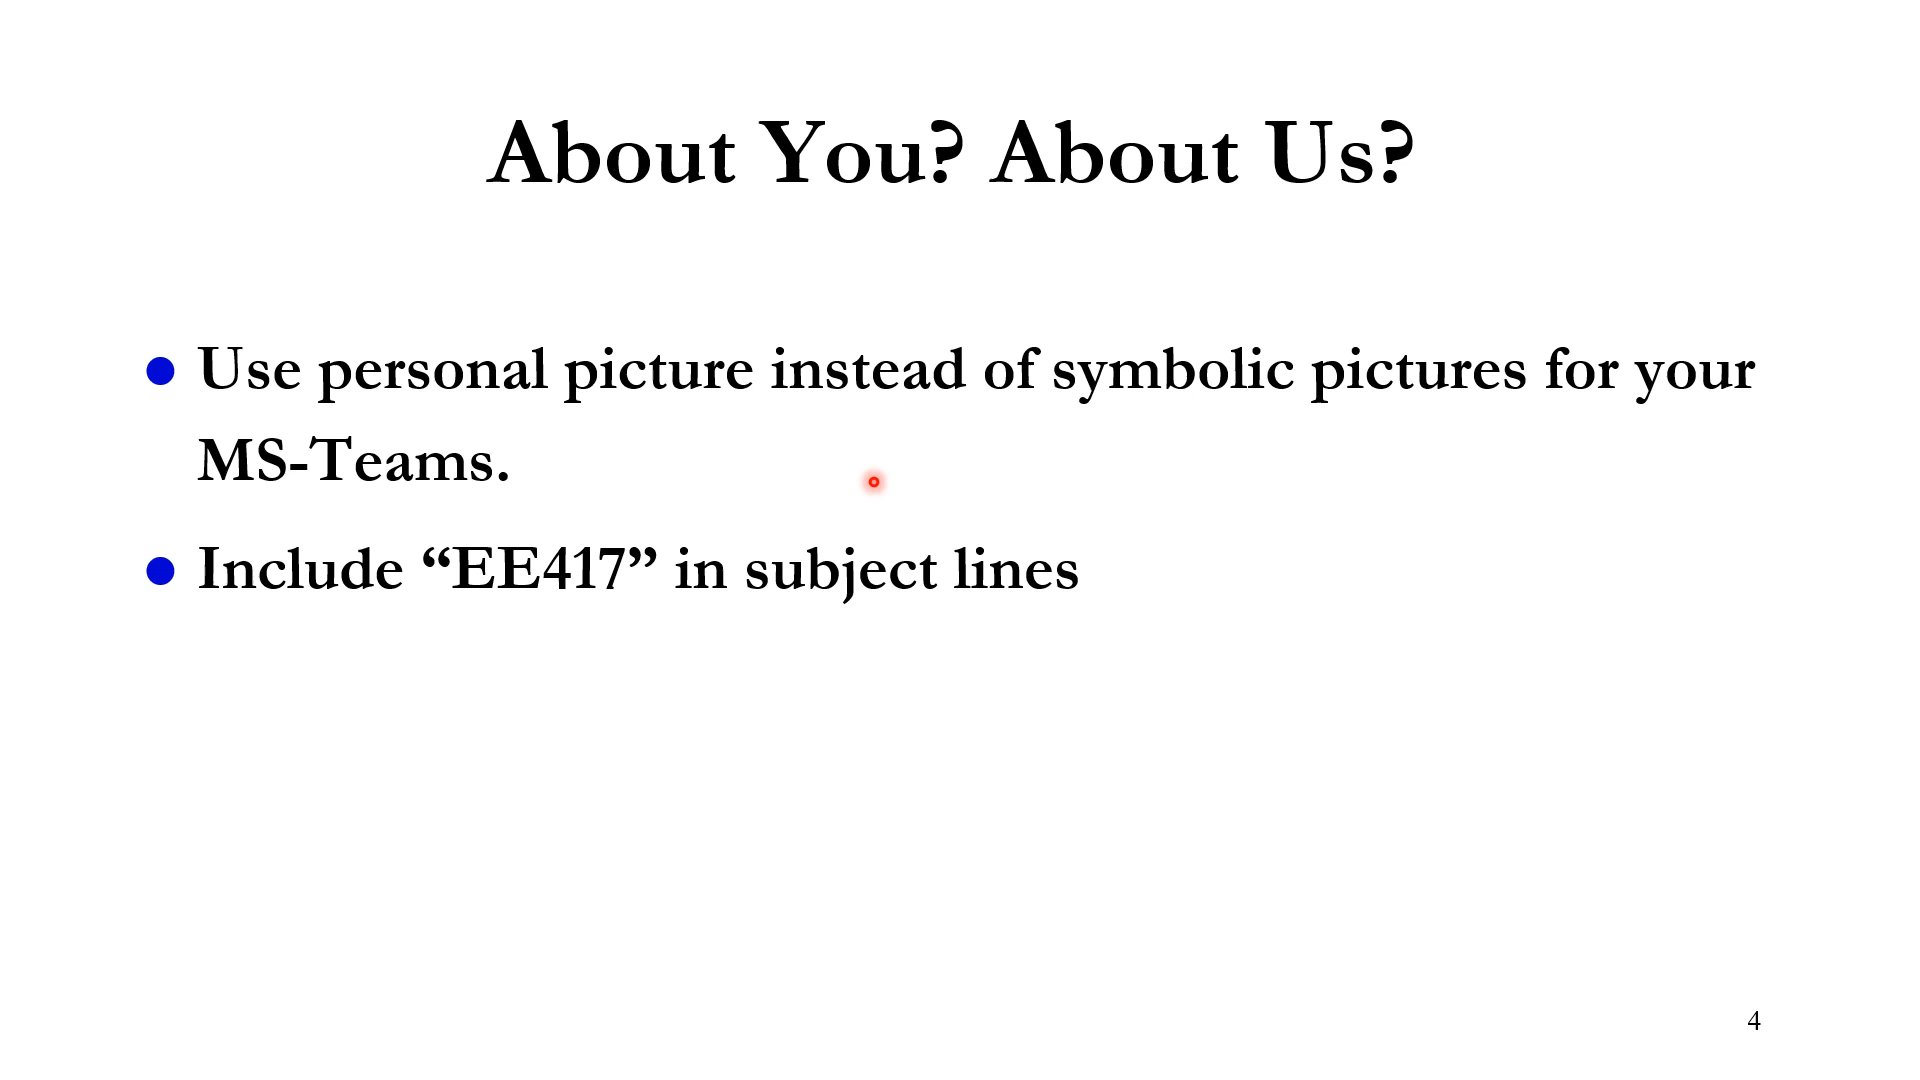 About You? About Us?
● Use personal picture instead of symbolic pictures for your
MS-Teams.
● Include “EE417” in subject lines
4